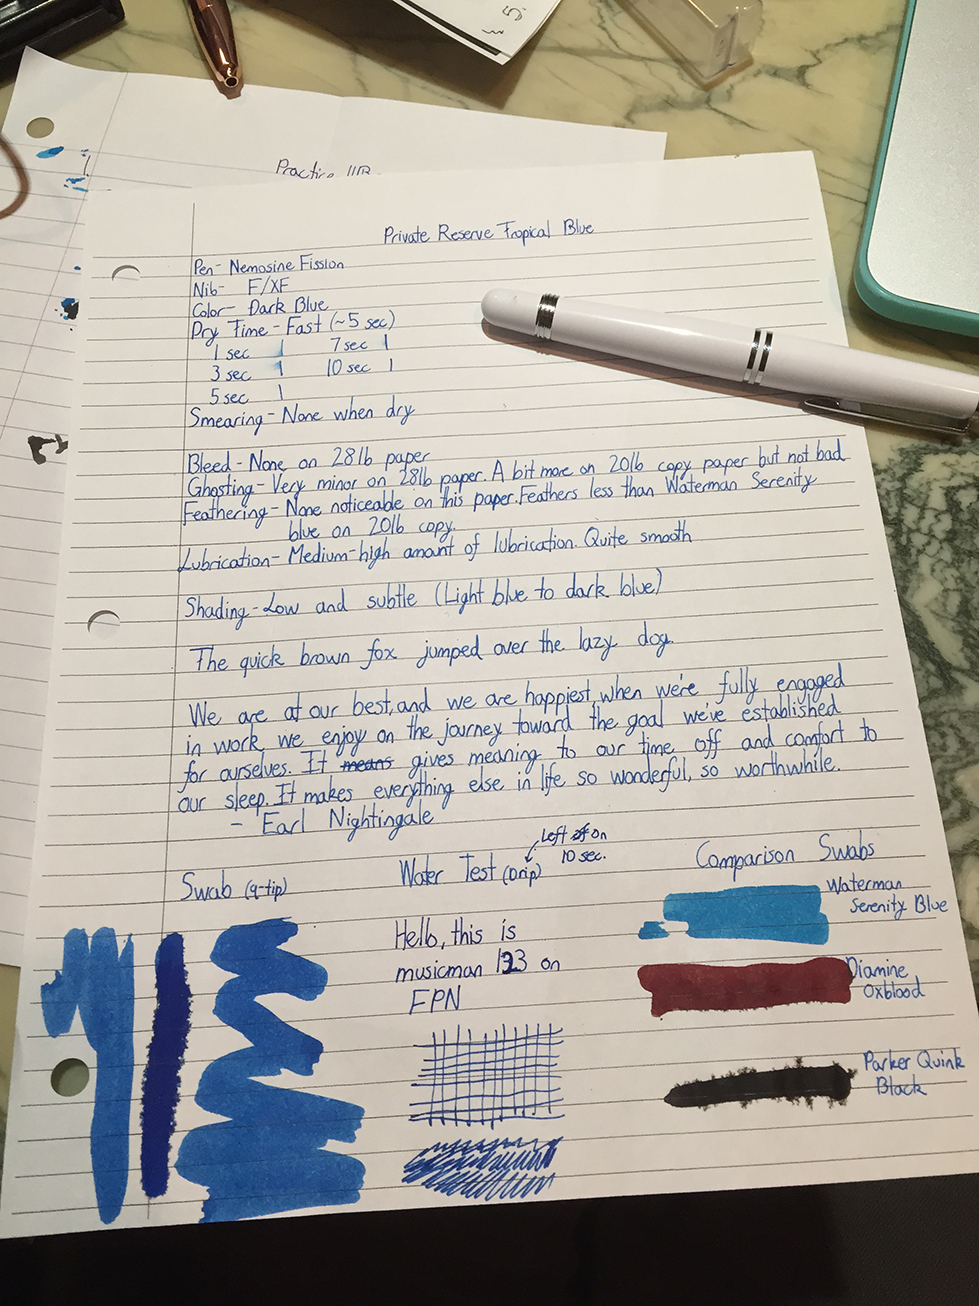 5.
Practice
Private Reserve Tropical Blue
Pen- Nemosine Fission
Nib- F/XF
Color- Dark Blue
Dry Time - Fast (~5 sec)
1 sec | 7 sec |
3 sec | 10 sec |
5 sec |
Smearing - None when dry
Bleed - None on 28lb paper
Ghosting - Very minor on 28lb paper. A bit more on 20lb copy paper but not bad
Feathering - None noticeable on this paper. Feathers less than Waterman Serenity
blue on 20lb copy.
Lubrication - Medium-high amount of lubrication. Quite smooth
Shading - Low and subtle (Light blue to dark blue)
The quick brown fox jumped over the lazy dog.
We are at our best, and we are happiest, when we're fully engaged
in work we enjoy on the journey toward the goal we've established
for ourselves. It means gives meaning to our time off and comfort to
our sleep. It makes everything else in life so wonderful, so worthwhile.
- Earl Nightingale
Swab (q-tip)
Water Test (Drip)
Left on
10 sec.
Hello, this is
musicman 123 on
FPN
Comparison Swabs
Waterman
Serenity Blue
Diamine
Oxblood
Parker Quink
Black